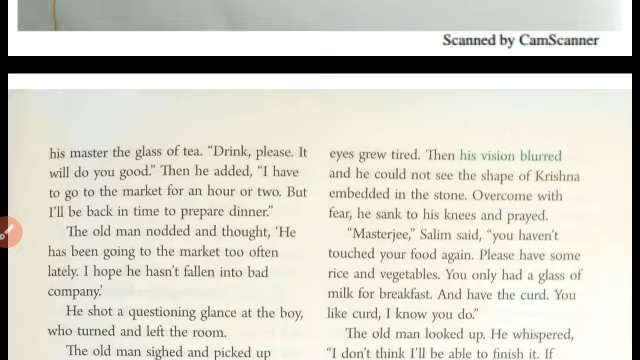 Scanned by CamScanner
his master the glass of tea. “Drink, please. It
will do you good.” Then he added, “I have
to go to the market for an hour or two. But
I’ll be back in time to prepare dinner.”
The old man nodded and thought, ‘He
has been going to the market too often
lately. I hope he hasn’t fallen into bad
company.’
He shot a questioning glance at the boy,
who turned and left the room.
The old man sighed and picked up
eyes grew tired. Then his vision blurred
and he could not see the shape of Krishna
embedded in the stone. Overcome with
fear, he sank to his knees and prayed.
“Masterjee,” Salim said, “you haven’t
touched your food again. Please have some
rice and vegetables. You only had a glass of
milk for breakfast. And have the curd. You
like curd, I know you do.”
The old man looked up. He whispered,
“I don’t think I’ll be able to finish it. If